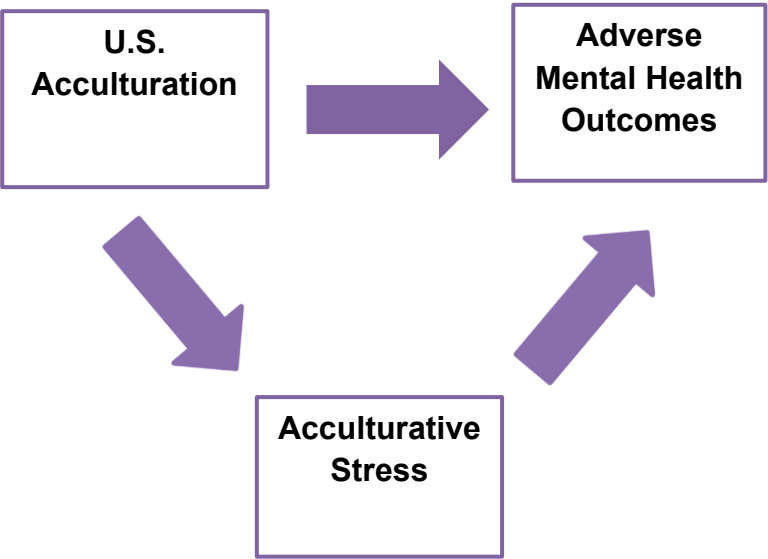 U.S.
Acculturation
Adverse
Mental Health
Outcomes
Acculturative
Stress